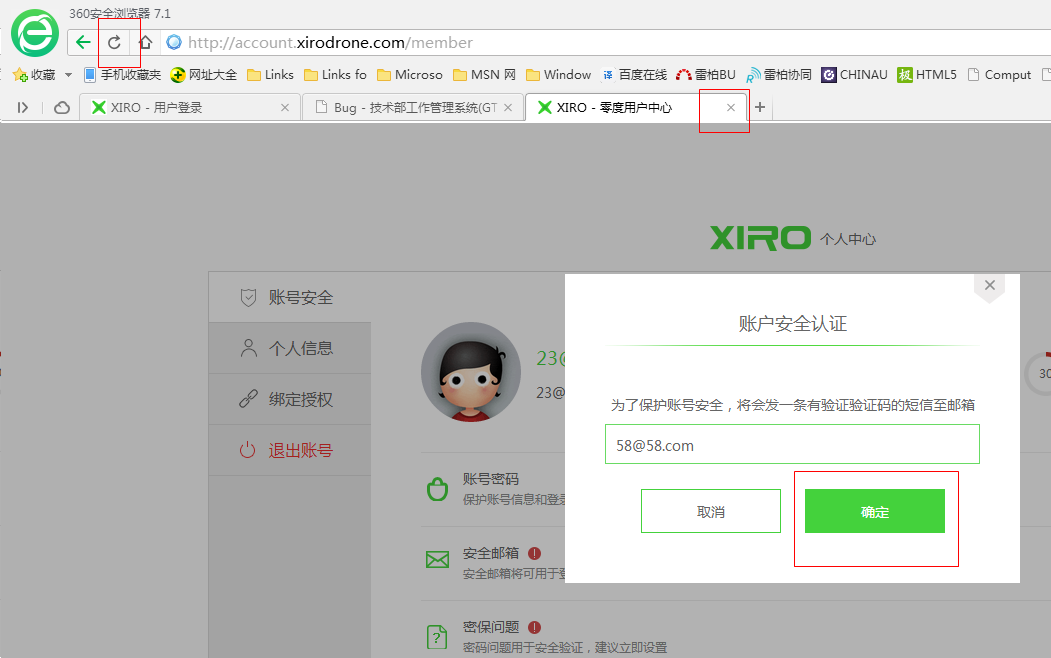 360安全浏览器 7.1
http://account.xirodrone.com/member
收藏 手机收藏夹 网址大全 Links Links fo Microso MSN 网 Window 百度在线 雷柏BU 雷柏协同 CHINAU HTML5 Comput
XIRO - 用户登录 Bug - 技术部工作管理系统(GT XIRO - 零度用户中心
XIRO 个人中心
账号安全
个人信息
绑定授权
退出账号
23@
23@
30
账号密码
保护账号信息和登录
安全邮箱
安全邮箱将可用于登
密保问题
密码问题用于安全验证，建议立即设置
账户安全认证
为了保护账号安全，将会发一条有验证验证码的短信至邮箱
58@58.com
取消 确定